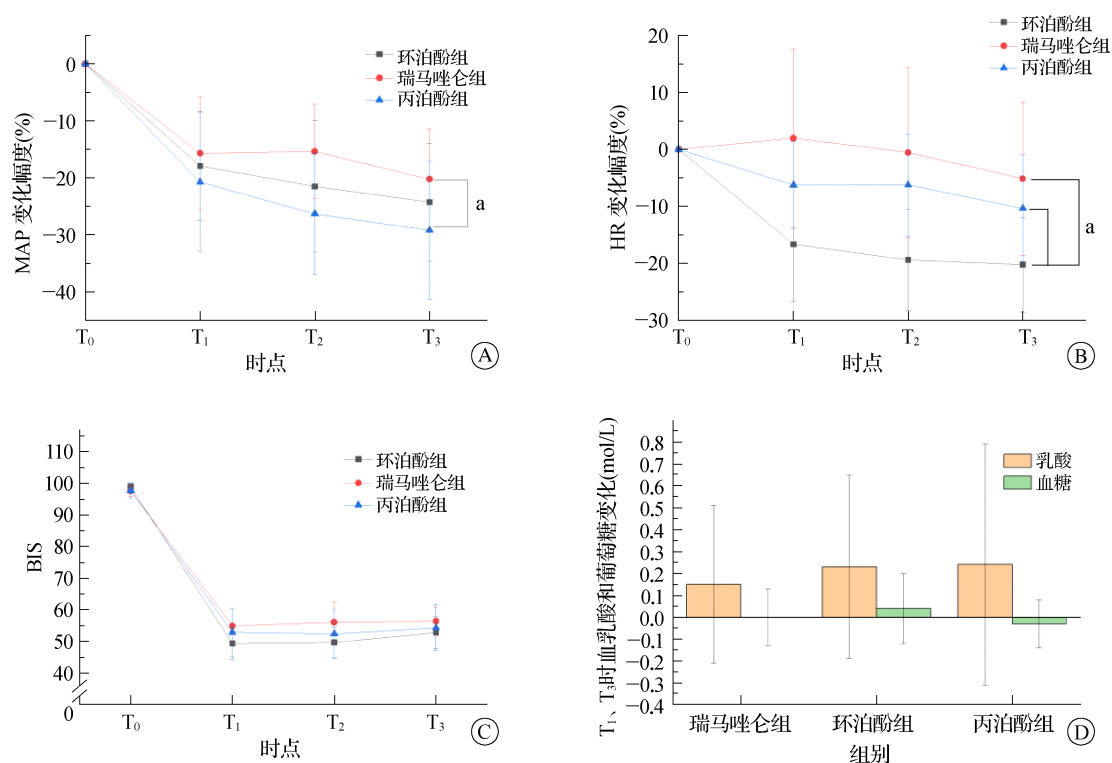 环泊酚组
瑞马唑仑组
丙泊酚组
0
−10
−20
−30
−40
MAP 变化幅度(%)
a
T0 T1 T2 T3
时点
A
环泊酚组
瑞马唑仑组
丙泊酚组
20
10
0
−10
−20
−30
HR 变化幅度(%)
a
T0 T1 T2 T3
时点
B
环泊酚组
瑞马唑仑组
丙泊酚组
110
100
90
80
70
60
50
40
0
BIS
T0 T1 T2 T3
时点
C
乳酸
血糖
0.8
0.7
0.6
0.5
0.4
0.3
0.2
0.1
0.0
−0.1
−0.2
−0.3
−0.4
T1、T3时血乳酸和葡萄糖变化(mol/L)
瑞马唑仑组 环泊酚组 丙泊酚组
组别
D